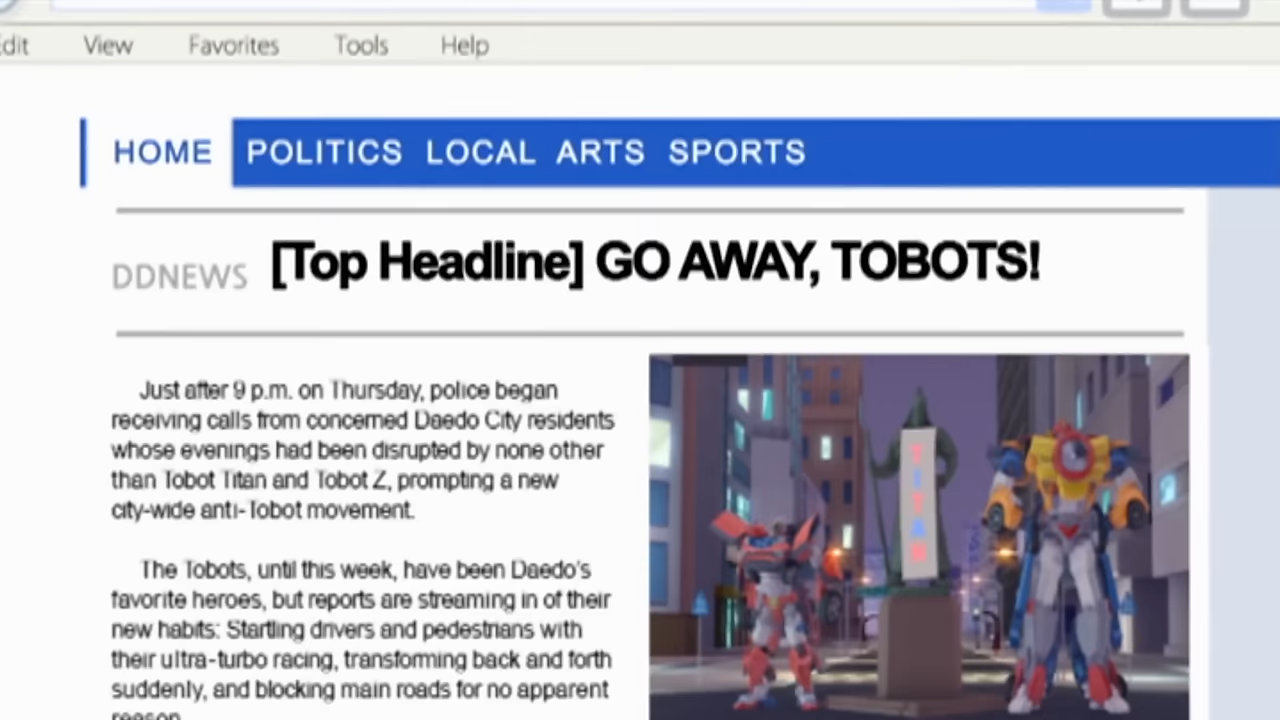 Edit View Favorites Tools Help
HOME POLITICS LOCAL ARTS SPORTS
DDNEWS [Top Headline] GO AWAY, TOBOTS!
Just after 9 p.m. on Thursday, police began
receiving calls from concerned Daedo City residents
whose evenings had been disrupted by none other
than Tobot Titan and Tobot Z, prompting a new
city-wide anti-Tobot movement.
The Tobots, until this week, have been Daedo's
favorite heroes, but reports are streaming in of their
new habits: Startling drivers and pedestrians with
their ultra-turbo racing, transforming back and forth
suddenly, and blocking main roads for no apparent
reason.
TITAN